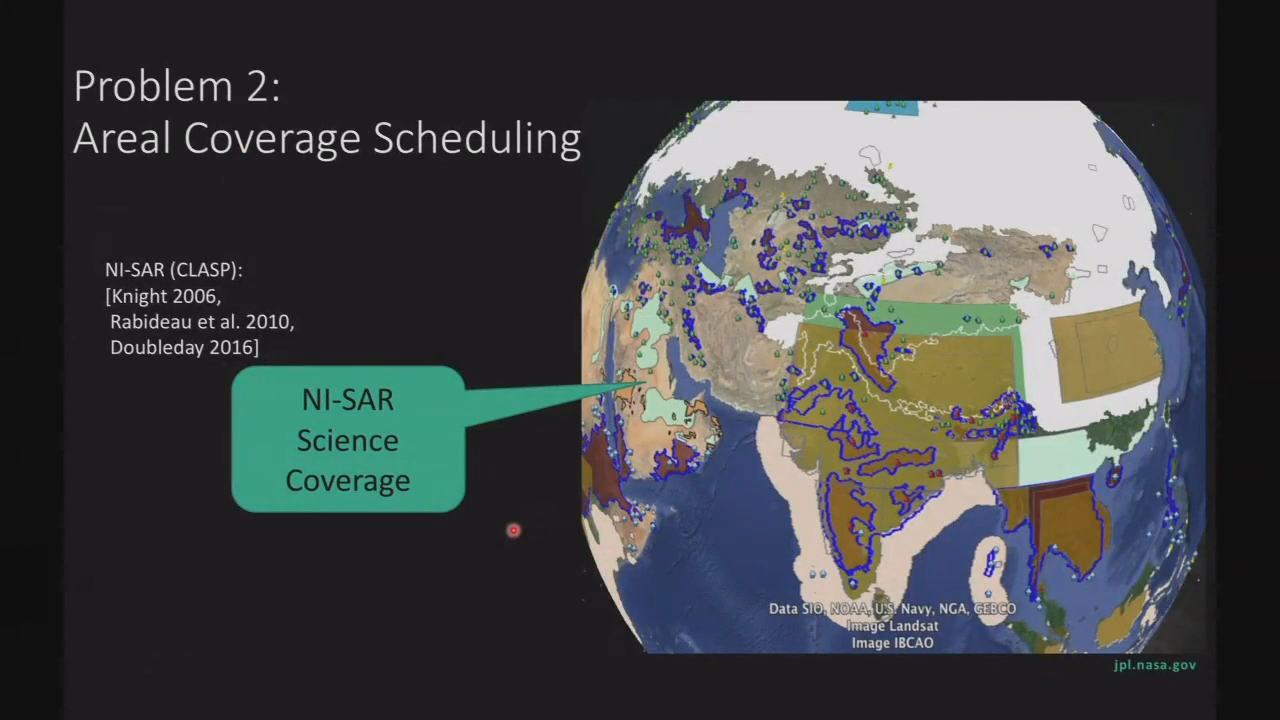 Problem 2:
Areal Coverage Scheduling
NI-SAR (CLASP):
[Knight 2006,
Rabideau et al. 2010,
Doubleday 2016]
NI-SAR
Science
Coverage
Data SIO, NOAA, U.S. Navy, NGA, GEBCO
Image Landsat
Image IBCAO
jpl.nasa.gov